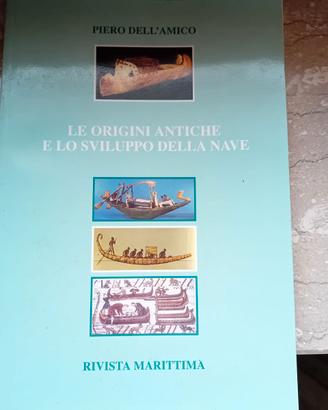 PIERO DELL'AMICO
LE ORIGINI ANTICHE
E LO SVILUPPO DELLA NAVE
RIVISTA MARITTIMA